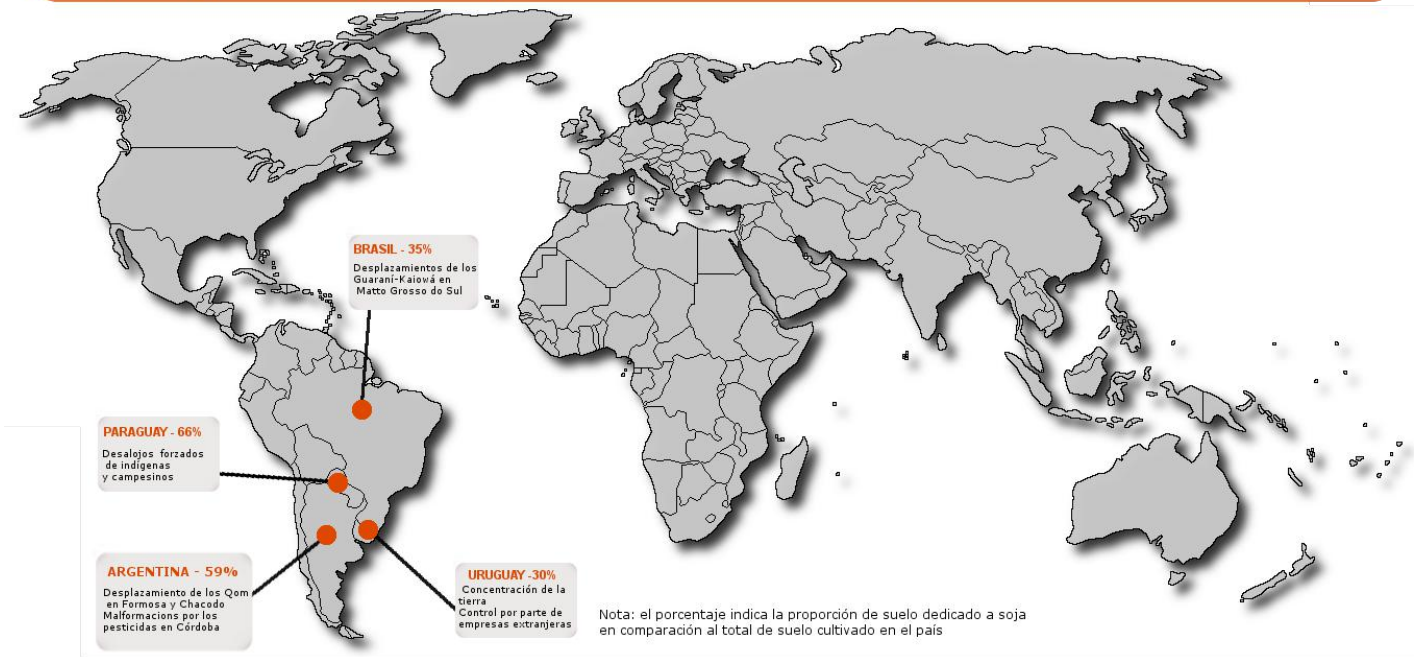 BRASIL - 35%
Desplazamientos de los
Guaraní-Kaiowá en
Matto Grosso do Sul
PARAGUAY - 66%
Desalojos forzados
de indígenas
y campesinos
ARGENTINA - 59%
Desplazamiento de los Qom
en Formosa y Chacodo
Malformacions por los
pesticidas en Córdoba
URUGUAY -30%
Concentración de la
tierra
Control por parte de
empresas extranjeras
Nota: el porcentaje indica la proporción de suelo dedicado a soja
en comparación al total de suelo cultivado en el país